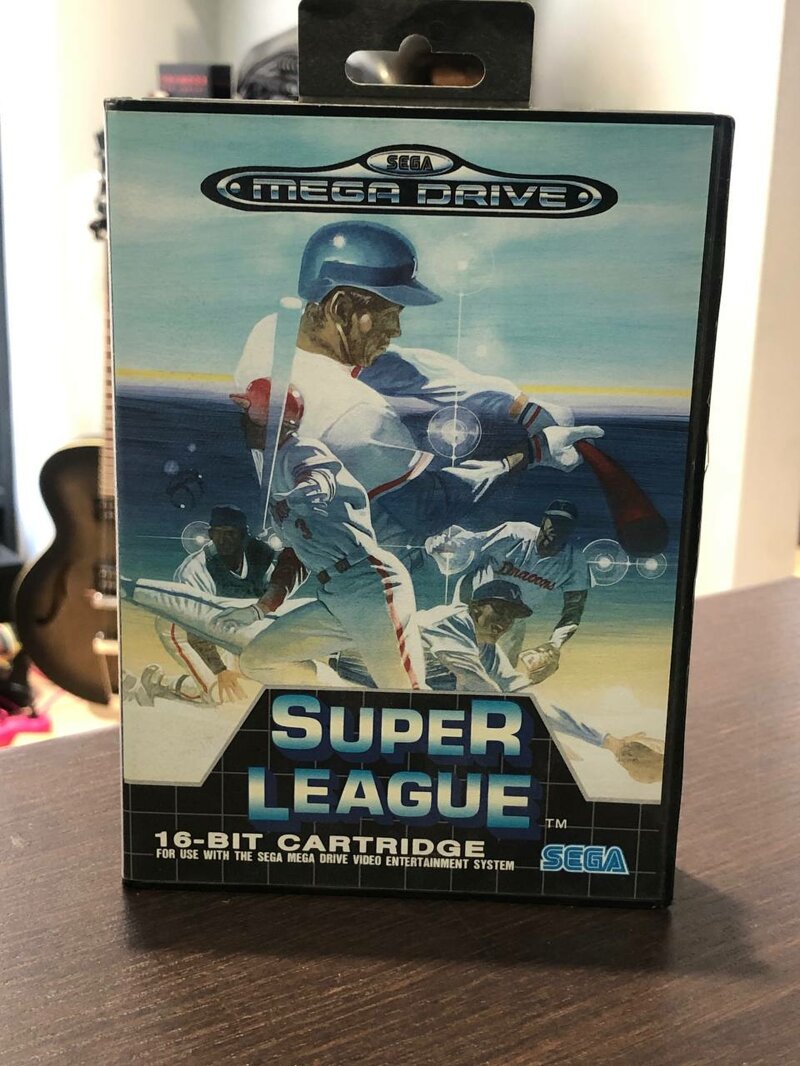 SEGA
MEGA DRIVE
Dragons
SUPER
LEAGUE
TM
16-BIT CARTRIDGE
FOR USE WITH THE SEGA MEGA DRIVE VIDEO ENTERTAINMENT SYSTEM
SEGA